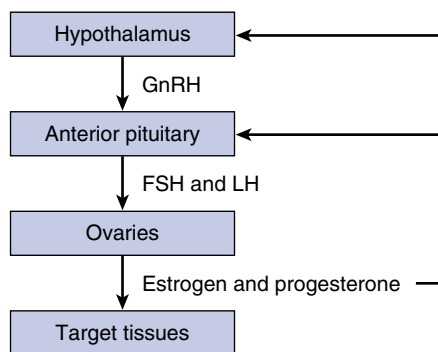 Hypothalamus
GnRH
Anterior pituitary
FSH and LH
Ovaries
Estrogen and progesterone
Target tissues